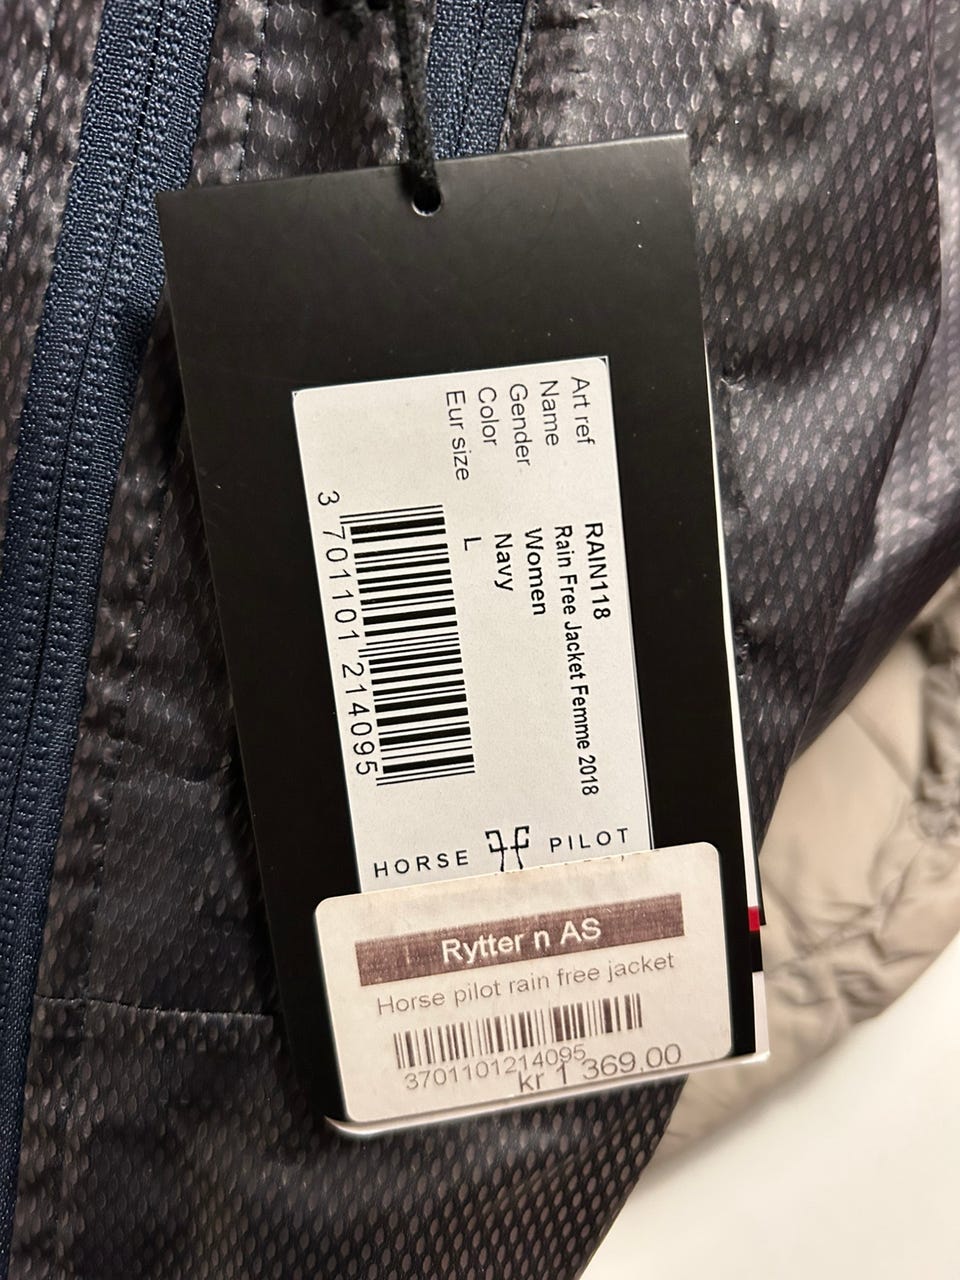 Art ref RAIN118
Name Rain Free Jacket Femme 2018
Gender Women
Color Navy
Eur size L
3 701101 214095
HORSE PILOT
Rytter n AS
Horse pilot rain free jacket
3701101214095
kr 1 369,00